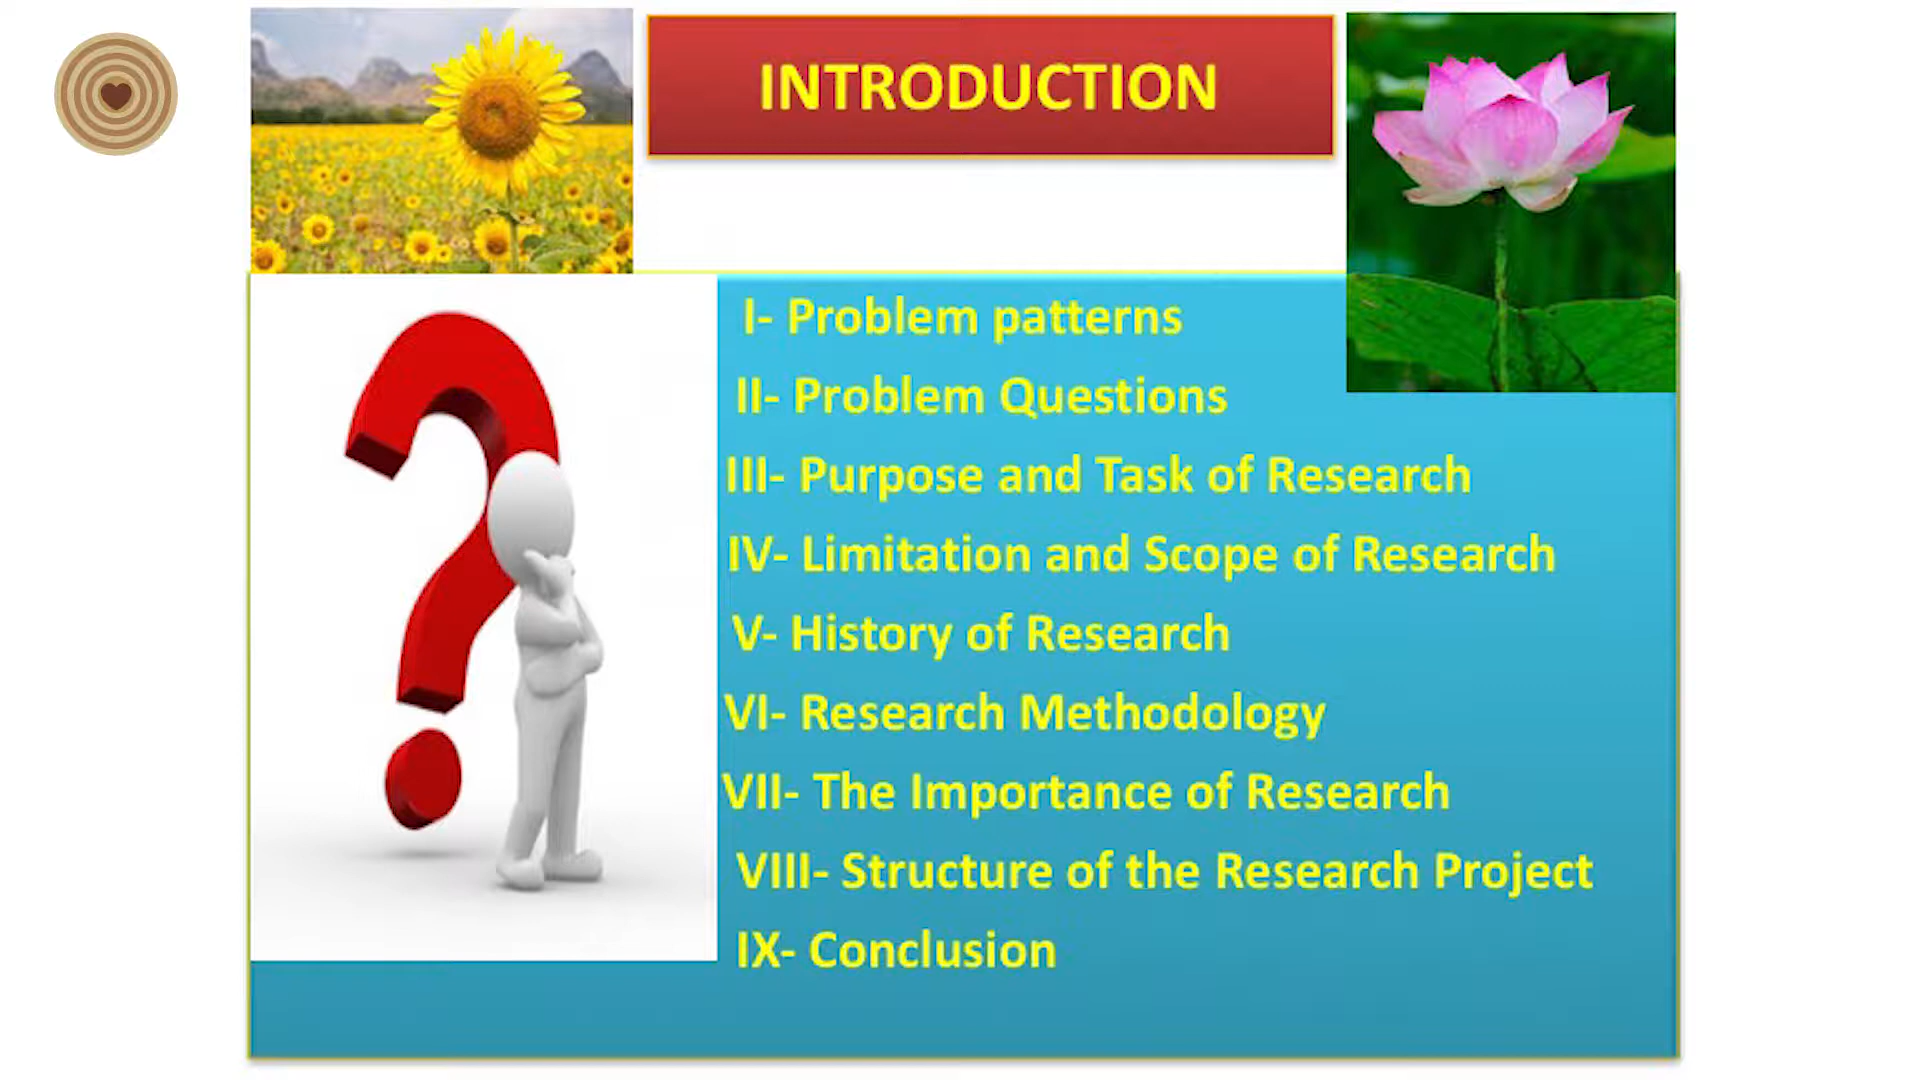 INTRODUCTION
I- Problem patterns
II- Problem Questions
III- Purpose and Task of Research
IV- Limitation and Scope of Research
V- History of Research
VI- Research Methodology
VII- The Importance of Research
VIII- Structure of the Research Project
IX- Conclusion